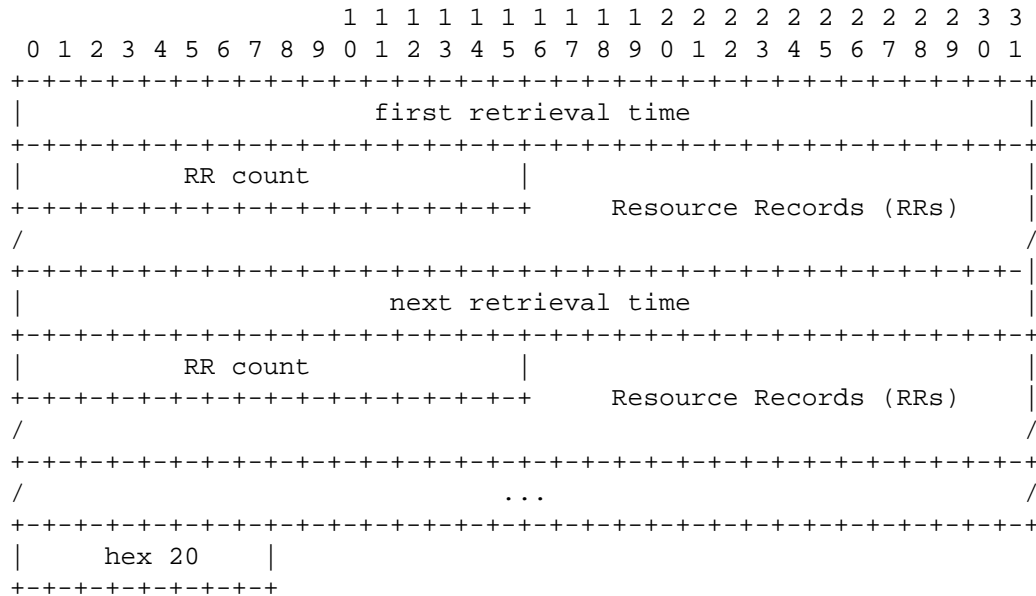 1 1 1 1 1 1 1 1 1 1 2 2 2 2 2 2 2 2 2 2 3 3
 0 1 2 3 4 5 6 7 8 9 0 1 2 3 4 5 6 7 8 9 0 1 2 3 4 5 6 7 8 9 0 1
+-+-+-+-+-+-+-+-+-+-+-+-+-+-+-+-+-+-+-+-+-+-+-+-+-+-+-+-+-+-+-+-+
|                      first retrieval time                     |
+-+-+-+-+-+-+-+-+-+-+-+-+-+-+-+-+-+-+-+-+-+-+-+-+-+-+-+-+-+-+-+-+
|          RR count             |                               |
+-+-+-+-+-+-+-+-+-+-+-+-+-+-+-+-+     Resource Records (RRs)    |
/                                                               /
+-+-+-+-+-+-+-+-+-+-+-+-+-+-+-+-+-+-+-+-+-+-+-+-+-+-+-+-+-+-+-+-|
|                       next retrieval time                     |
+-+-+-+-+-+-+-+-+-+-+-+-+-+-+-+-+-+-+-+-+-+-+-+-+-+-+-+-+-+-+-+-+
|          RR count             |                               |
+-+-+-+-+-+-+-+-+-+-+-+-+-+-+-+-+     Resource Records (RRs)    |
/                                                               /
+-+-+-+-+-+-+-+-+-+-+-+-+-+-+-+-+-+-+-+-+-+-+-+-+-+-+-+-+-+-+-+-+
/                              ...                              /
+-+-+-+-+-+-+-+-+-+-+-+-+-+-+-+-+-+-+-+-+-+-+-+-+-+-+-+-+-+-+-+-+
|     hex 20    |
+-+-+-+-+-+-+-+-+